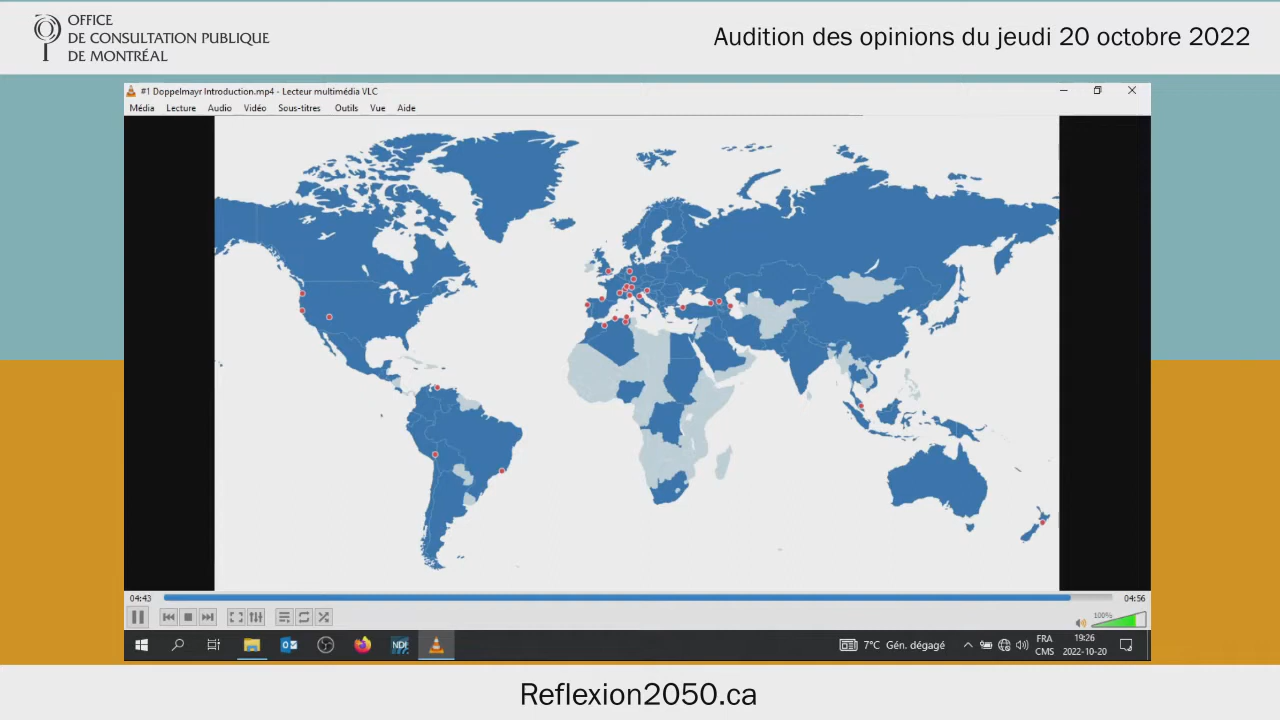 OFFICE
DE CONSULTATION PUBLIQUE
DE MONTRÉAL
Audition des opinions du jeudi 20 octobre 2022
#1 Doppelmayr Introduction.mp4 - Lecteur multimédia VLC
Média Lecture Audio Vidéo Sous-titres Outils Vue Aide
04:43
04:56
100%
7°C Gén. dégagé
FRA
CMS
19:26
2022-10-20
Reflexion2050.ca